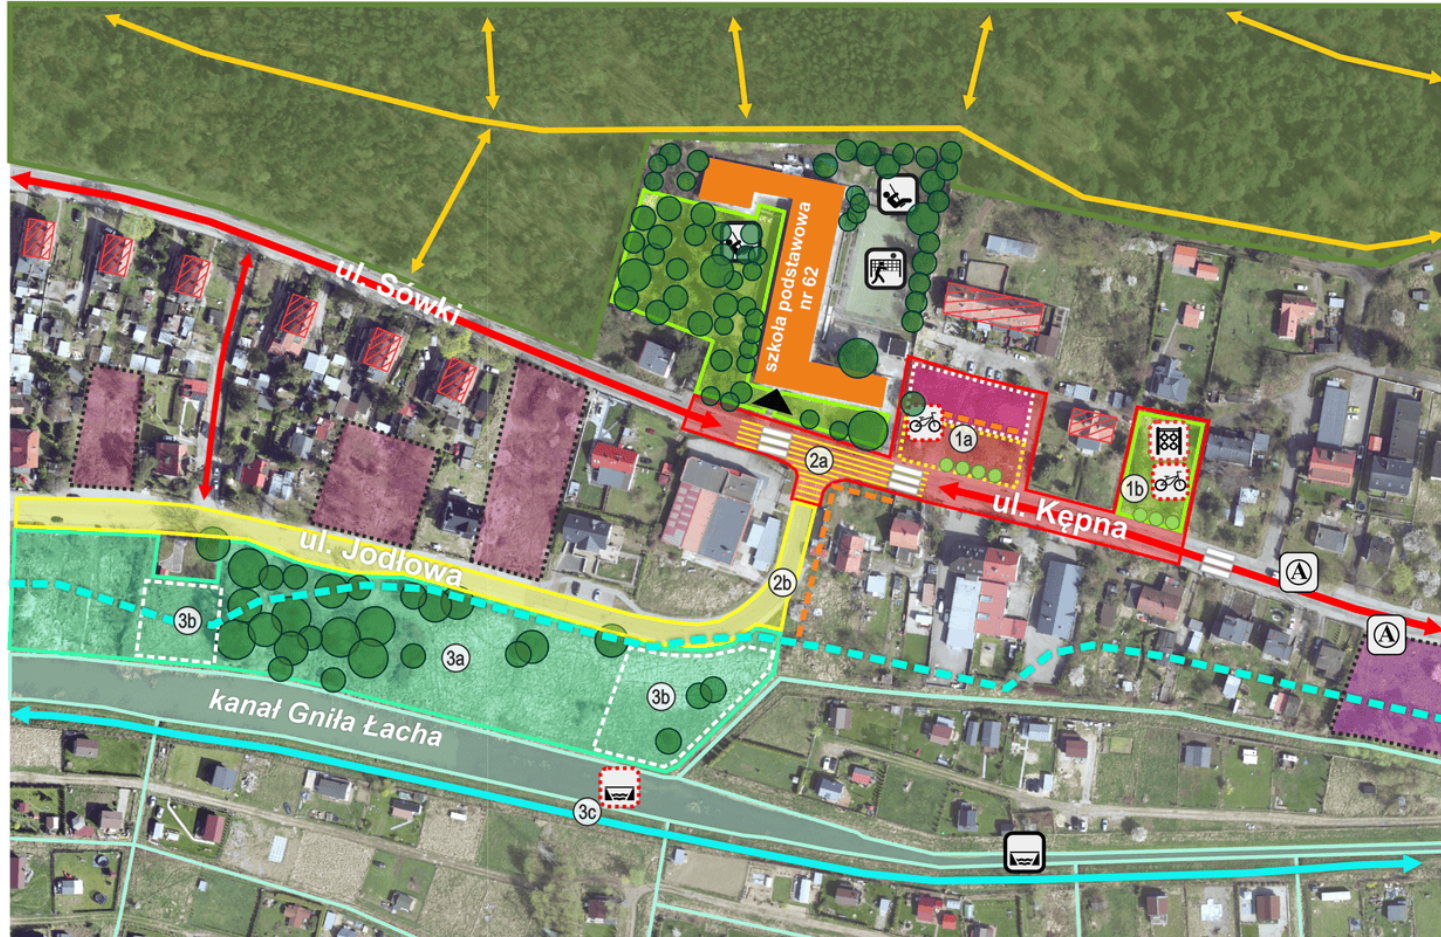 ul. Sówki
szkoła podstawowa
nr 62
1a
2a
1b
ul. Kępna
ul. Jodłowa
2b
A
3b
3a
A
3b
kanał Gniła Łacha
3c